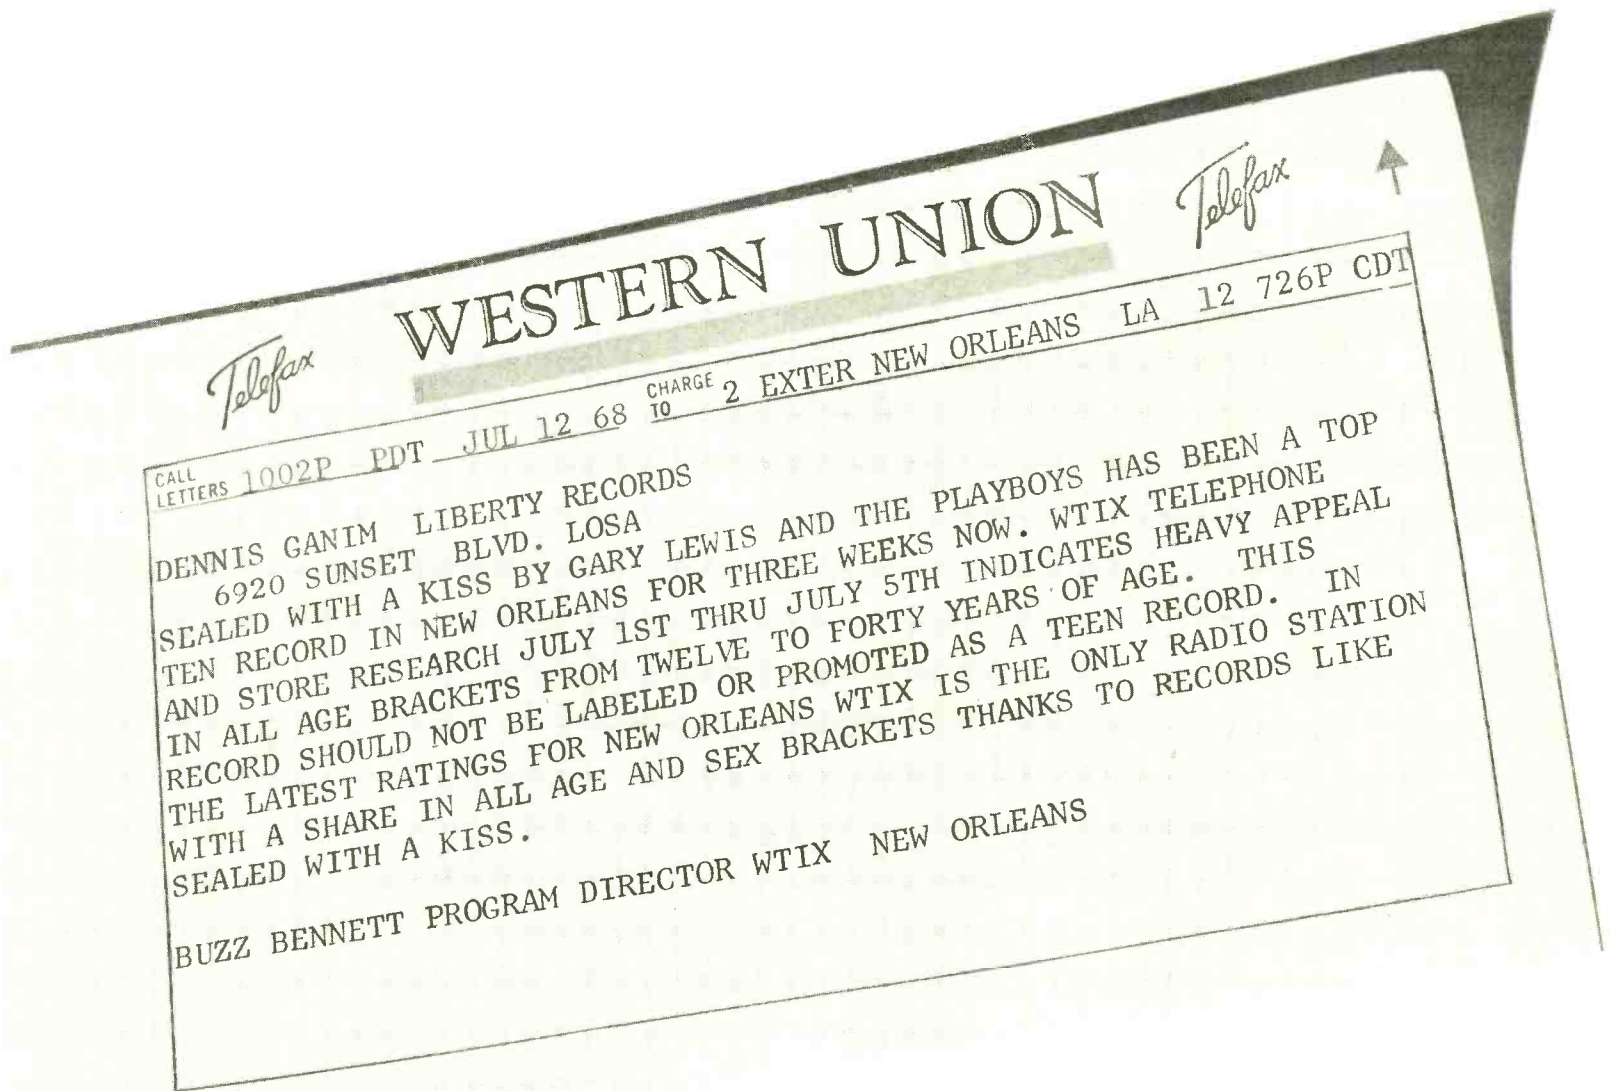 WESTERN UNION
Telefax
Telefax
CALL LETTERS 1002P PDT JUL 12 68 CHARGE TO 2 EXTER NEW ORLEANS LA 12 726P CDT
DENNIS GANIM LIBERTY RECORDS
6920 SUNSET BLVD. LOSA
SEALED WITH A KISS BY GARY LEWIS AND THE PLAYBOYS HAS BEEN A TOP
TEN RECORD IN NEW ORLEANS FOR THREE WEEKS NOW. WTIX TELEPHONE
AND STORE RESEARCH JULY 1ST THRU JULY 5TH INDICATES HEAVY APPEAL
IN ALL AGE BRACKETS FROM TWELVE TO FORTY YEARS OF AGE. THIS
RECORD SHOULD NOT BE LABELED OR PROMOTED AS A TEEN RECORD. IN
THE LATEST RATINGS FOR NEW ORLEANS WTIX IS THE ONLY RADIO STATION
WITH A SHARE IN ALL AGE AND SEX BRACKETS THANKS TO RECORDS LIKE
SEALED WITH A KISS.
BUZZ BENNETT PROGRAM DIRECTOR WTIX NEW ORLEANS